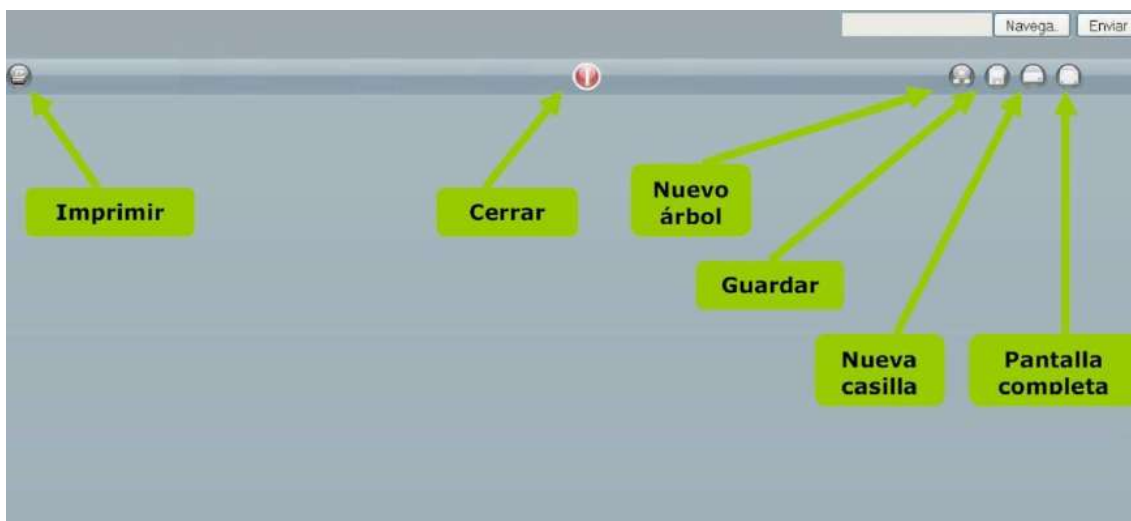 Navega.
Enviar
Imprimir
Cerrar
Nuevo
árbol
Guardar
Nueva
casilla
Pantalla
completa